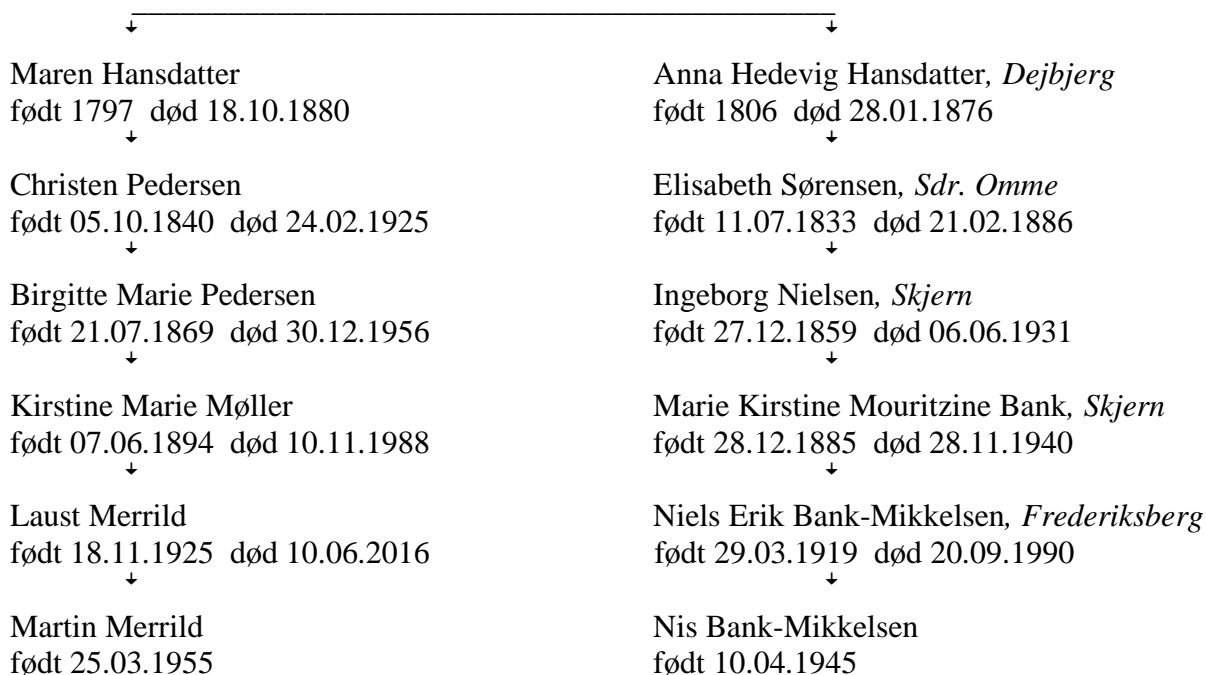 Maren Hansdatter
født 1797 død 18.10.1880
Christen Pedersen
født 05.10.1840 død 24.02.1925
Birgitte Marie Pedersen
født 21.07.1869 død 30.12.1956
Kirstine Marie Møller
født 07.06.1894 død 10.11.1988
Laust Merrild
født 18.11.1925 død 10.06.2016
Martin Merrild
født 25.03.1955
Anna Hedevig Hansdatter, Dejbjerg
født 1806 død 28.01.1876
Elisabeth Sørensen, Sdr. Omme
født 11.07.1833 død 21.02.1886
Ingeborg Nielsen, Skjern
født 27.12.1859 død 06.06.1931
Marie Kirstine Mouritzine Bank, Skjern
født 28.12.1885 død 28.11.1940
Niels Erik Bank-Mikkelsen, Frederiksberg
født 29.03.1919 død 20.09.1990
Nis Bank-Mikkelsen
født 10.04.1945